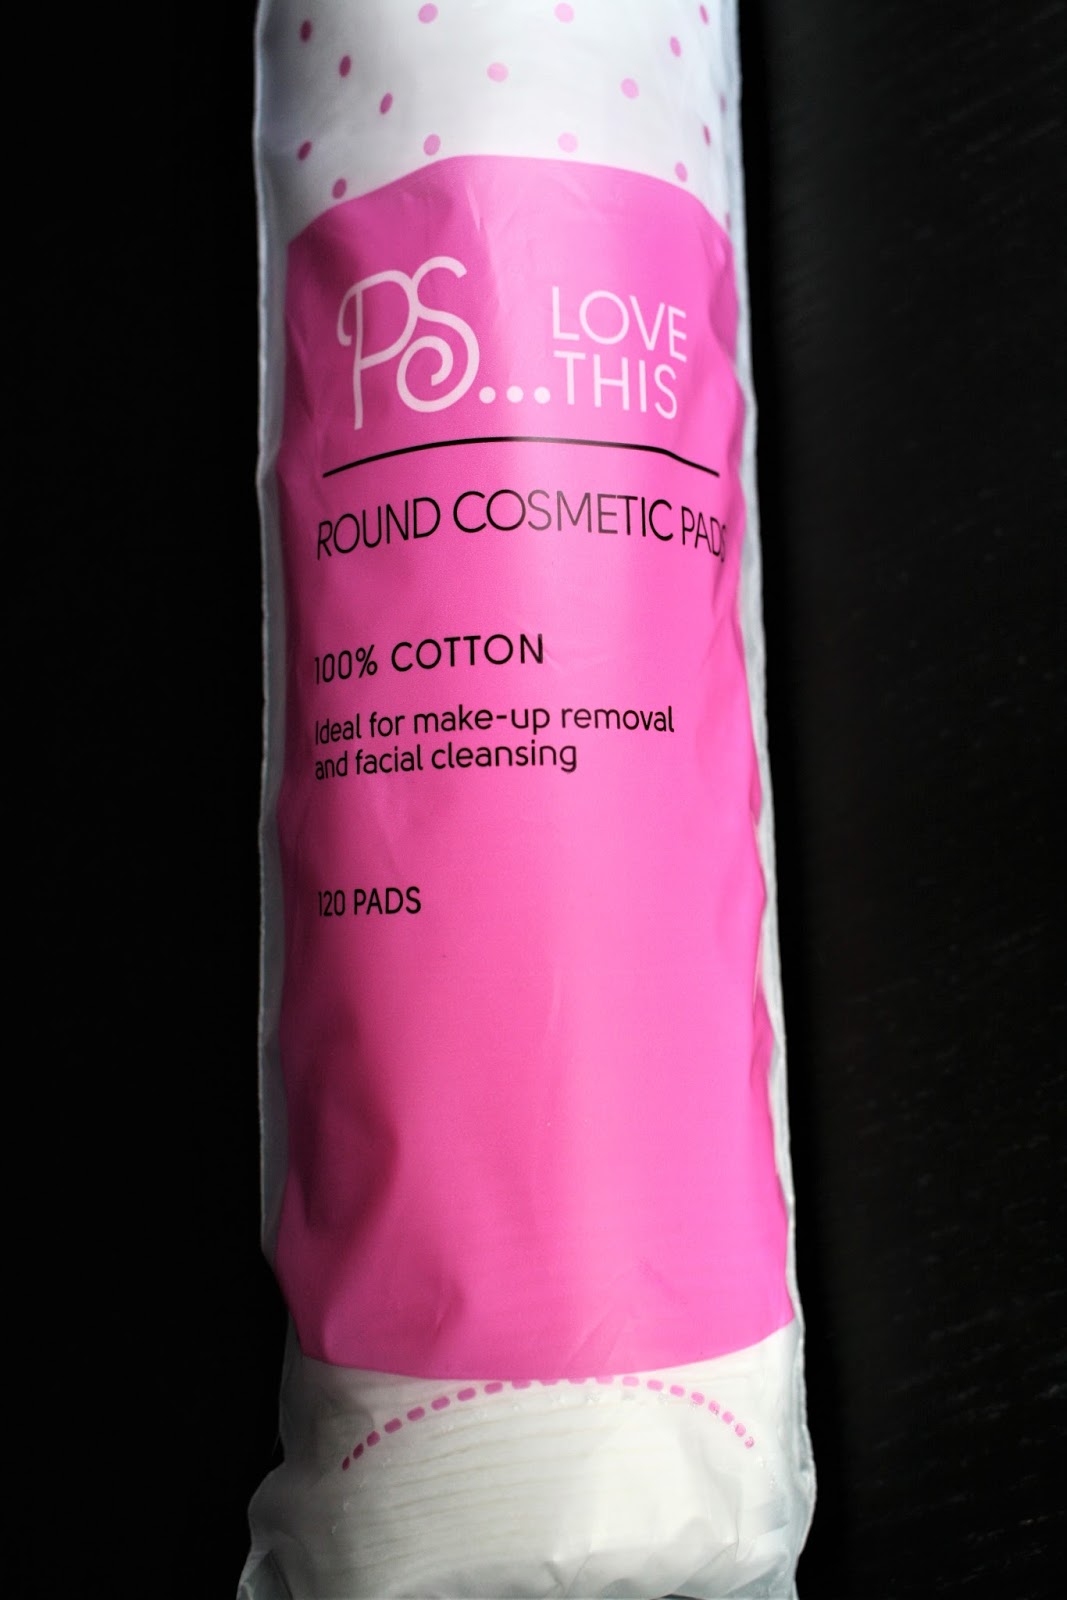 PS...LOVE
THIS
ROUND COSMETIC PADS
100% COTTON
Ideal for make-up removal
and facial cleansing
120 PADS